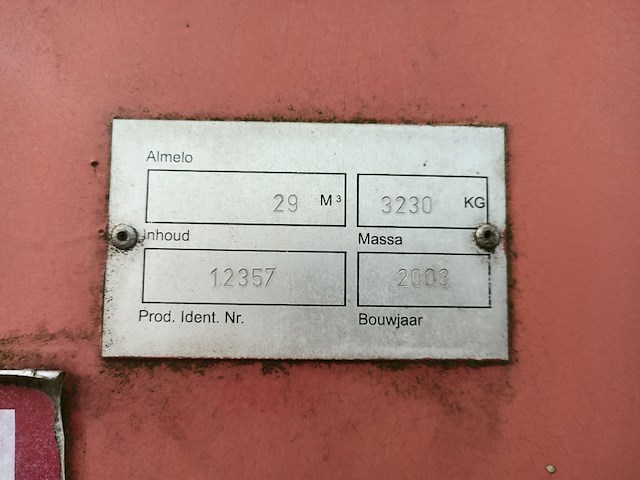 Almelo
29 M³ 3230 KG
Inhoud Massa
12357 2003
Prod. Ident. Nr. Bouwjaar